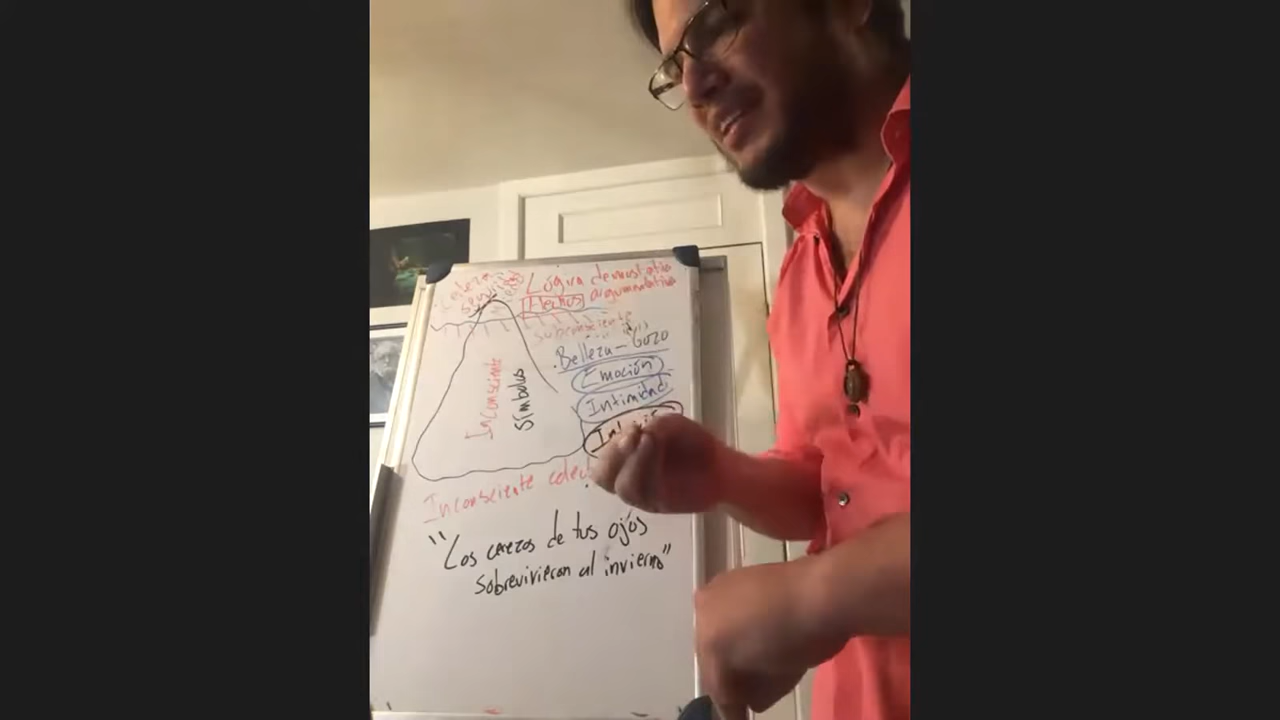 Lógica demostrativa
Hechos argumentativa
Subconsciente
Belleza - Gozo
Emoción
Intimidad
Inconsciente
Símbolos
Inconsciente
"Los cerezos de tus ojos
sobrevivieron al invierno"